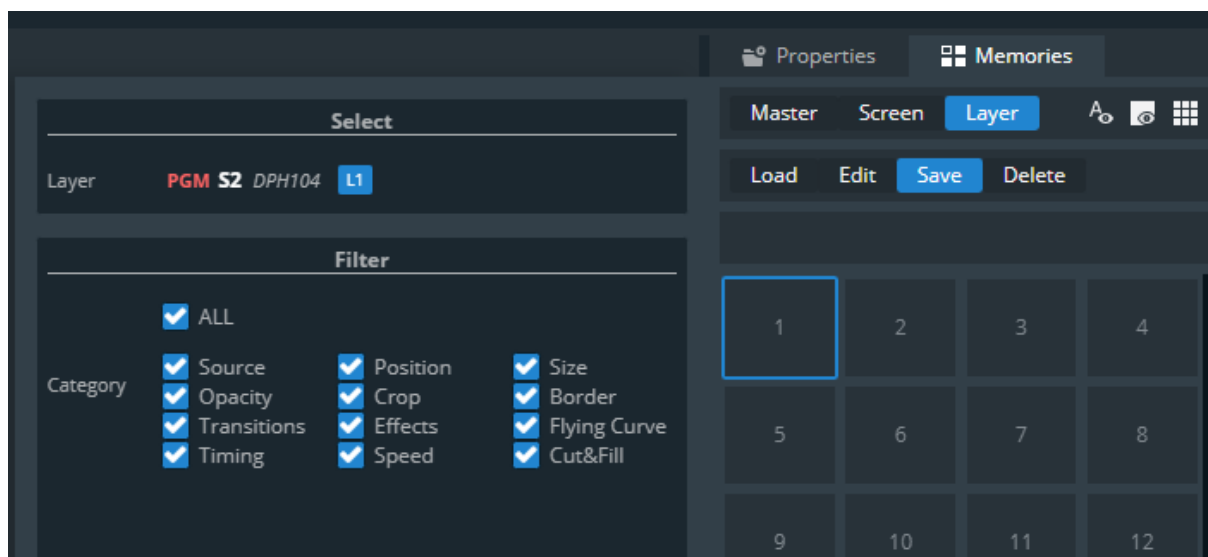 Properties Memories
Select
Layer PGM S2 DPH104 L1
Filter
ALL
Category
Source Position Size
Opacity Crop Border
Transitions Effects Flying Curve
Timing Speed Cut&Fill
Master Screen Layer A
Load Edit Save Delete
1 2 3 4
5 6 7 8
9 10 11 12